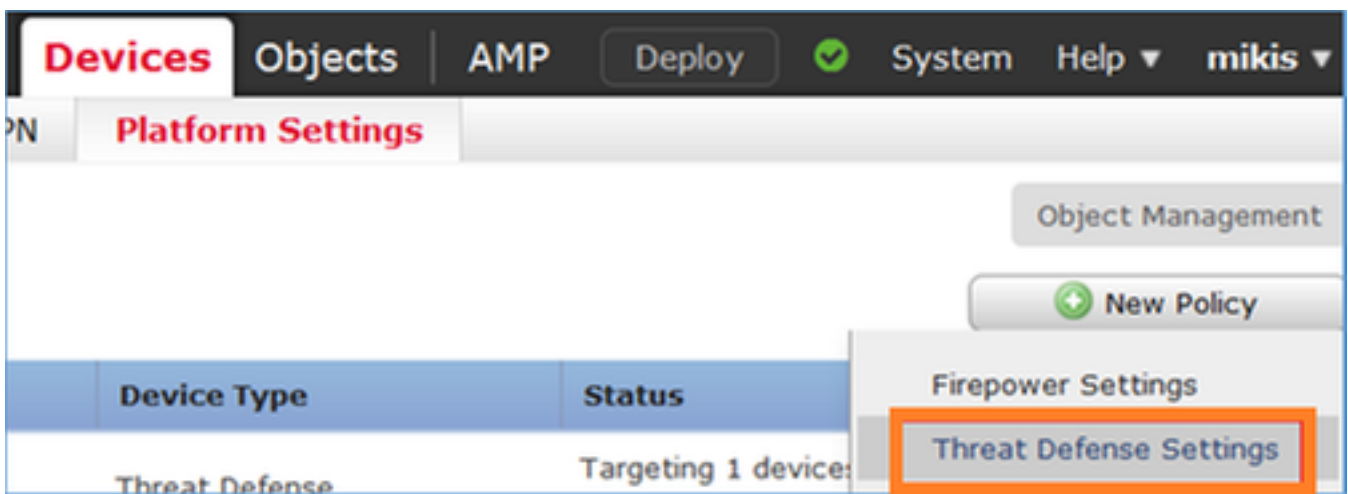 Devices Objects AMP Deploy System Help mikis
PN Platform Settings
Object Management
New Policy
Device Type Status
Firepower Settings
Threat Defense Settings
Threat Defense Targeting 1 devices